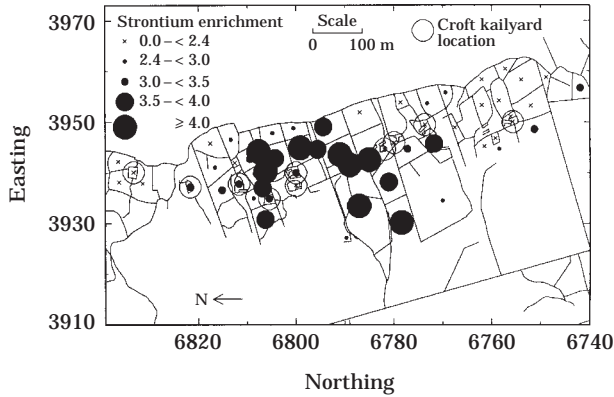 3970
3950
3930
3910
Easting
Strontium enrichment
0.0 – < 2.4
2.4 – < 3.0
3.0 – < 3.5
3.5 – < 4.0
⩾ 4.0
Scale
0 100 m
Croft kailyard
location
N
6820 6800 6780 6760 6740
Northing